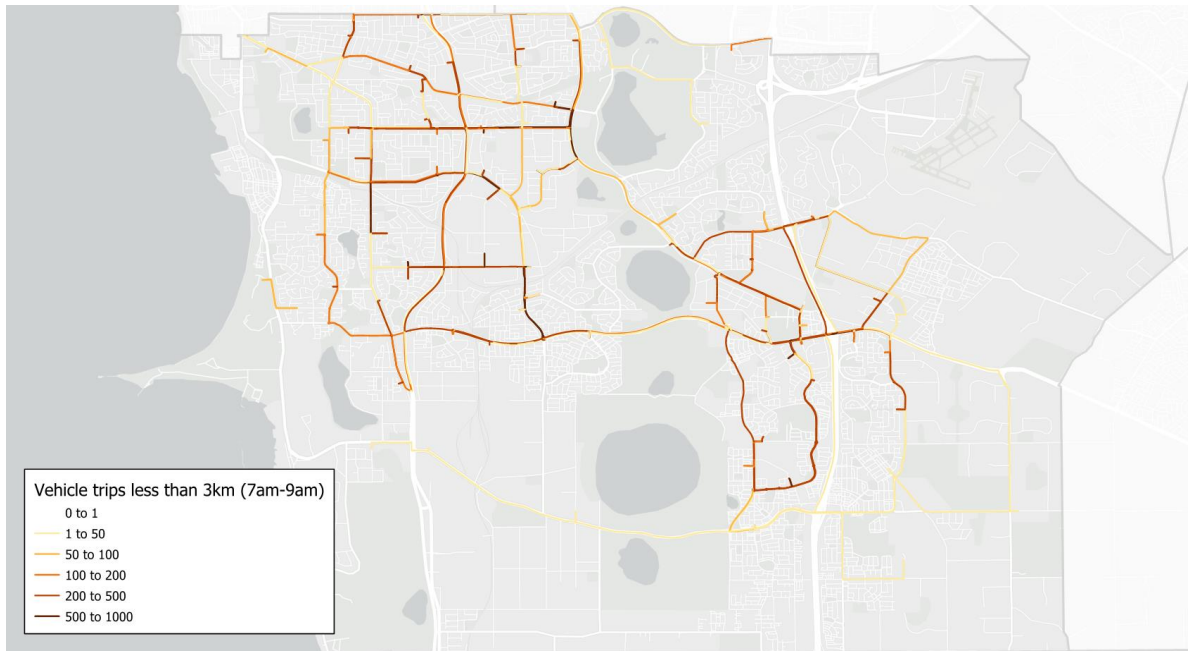 Vehicle trips less than 3km (7am-9am)
0 to 1
1 to 50
50 to 100
100 to 200
200 to 500
500 to 1000